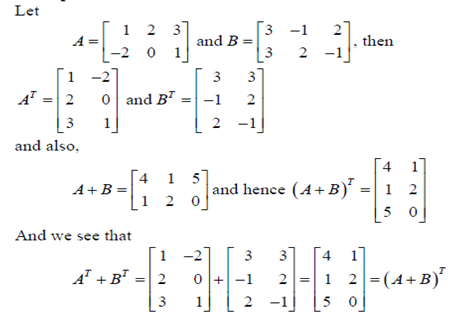 Let
A = [1 2 3; -2 0 1] and B = [3 -1 2; 3 2 -1], then
A^T = [1 -2; 2 0; 3 1] and B^T = [3 3; -1 2; 2 -1]
and also,
A + B = [4 1 5; 1 2 0] and hence (A + B)^T = [4 1; 1 2; 5 0]
And we see that
A^T + B^T = [1 -2; 2 0; 3 1] + [3 3; -1 2; 2 -1] = [4 1; 1 2; 5 0] = (A + B)^T